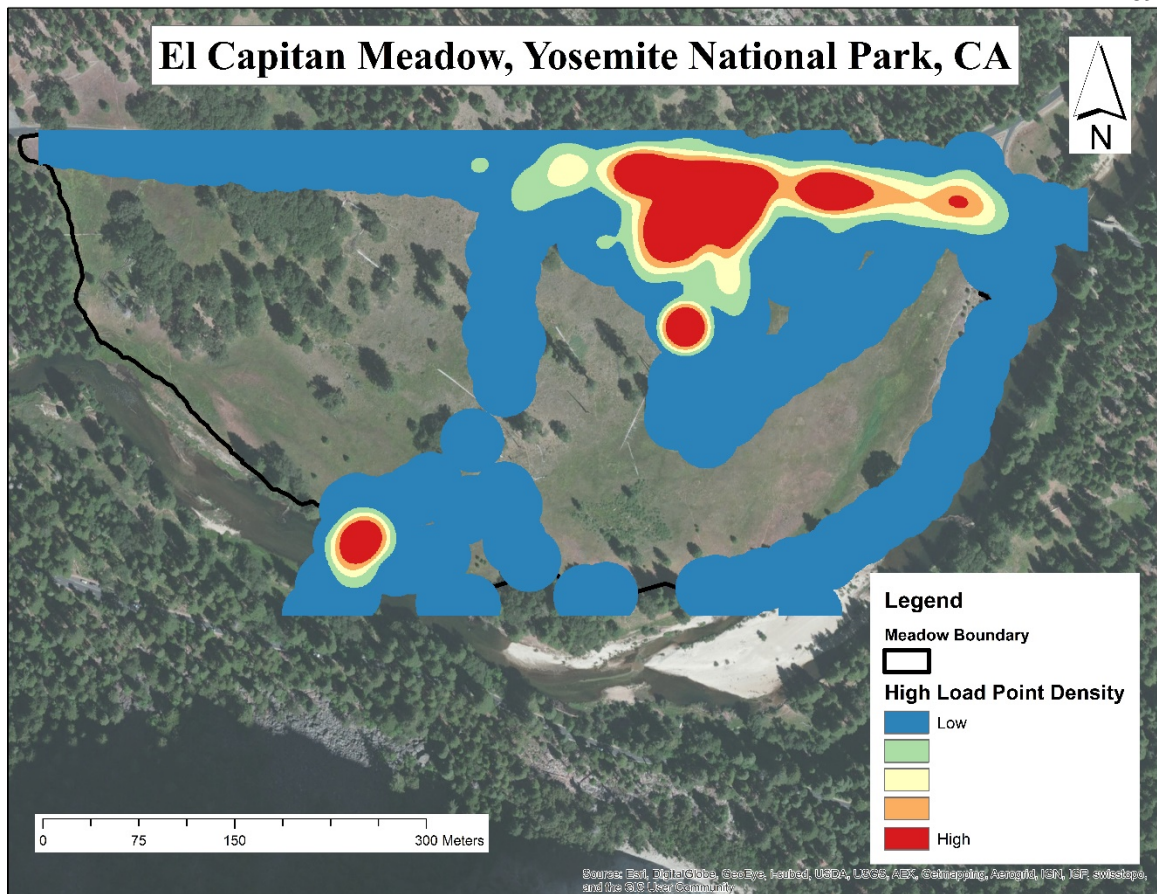 El Capitan Meadow, Yosemite National Park, CA
N
Legend
Meadow Boundary
High Load Point Density
Low
High
0 75 150 300 Meters
Source: Esri, DigitalGlobe, GeoEye, i-cubed, USDA, USGS, AEX, Getmapping, Aerogrid, IGN, IGP, swisstopo,
and the GIS User Community